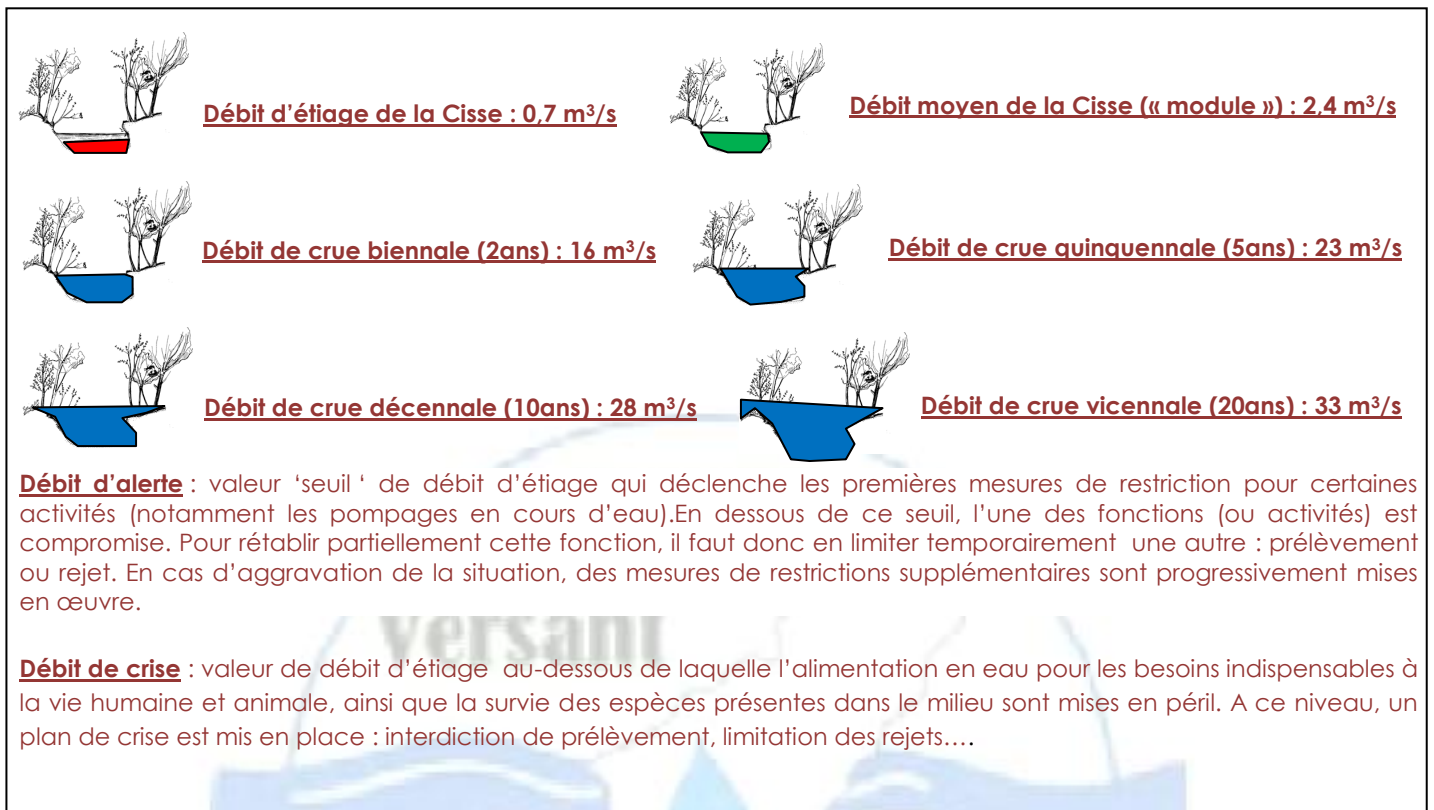 Débit d'étiage de la Cisse : 0,7 m³/s
Débit moyen de la Cisse (« module ») : 2,4 m³/s
Débit de crue biennale (2ans) : 16 m³/s
Débit de crue quinquennale (5ans) : 23 m³/s
Débit de crue décennale (10ans) : 28 m³/s
Débit de crue vicennale (20ans) : 33 m³/s
Débit d'alerte : valeur 'seuil ' de débit d'étiage qui déclenche les premières mesures de restriction pour certaines
activités (notamment les pompages en cours d'eau).En dessous de ce seuil, l'une des fonctions (ou activités) est
compromise. Pour rétablir partiellement cette fonction, il faut donc en limiter temporairement une autre : prélèvement
ou rejet. En cas d'aggravation de la situation, des mesures de restrictions supplémentaires sont progressivement mises
en œuvre.
Versant
Débit de crise : valeur de débit d'étiage au-dessous de laquelle l'alimentation en eau pour les besoins indispensables à
la vie humaine et animale, ainsi que la survie des espèces présentes dans le milieu sont mises en péril. A ce niveau, un
plan de crise est mis en place : interdiction de prélèvement, limitation des rejets….